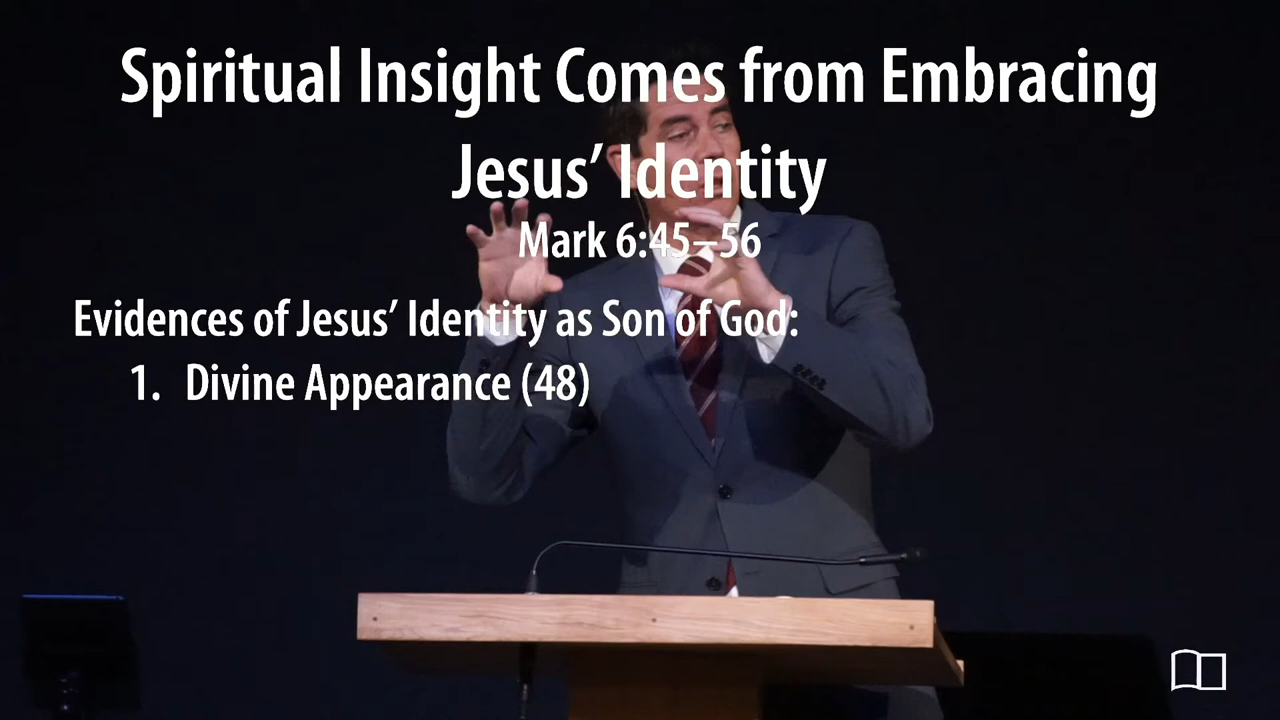 Spiritual Insight Comes from Embracing
Jesus’ Identity
Mark 6:45–56
Evidences of Jesus’ Identity as Son of God:
1. Divine Appearance (48)